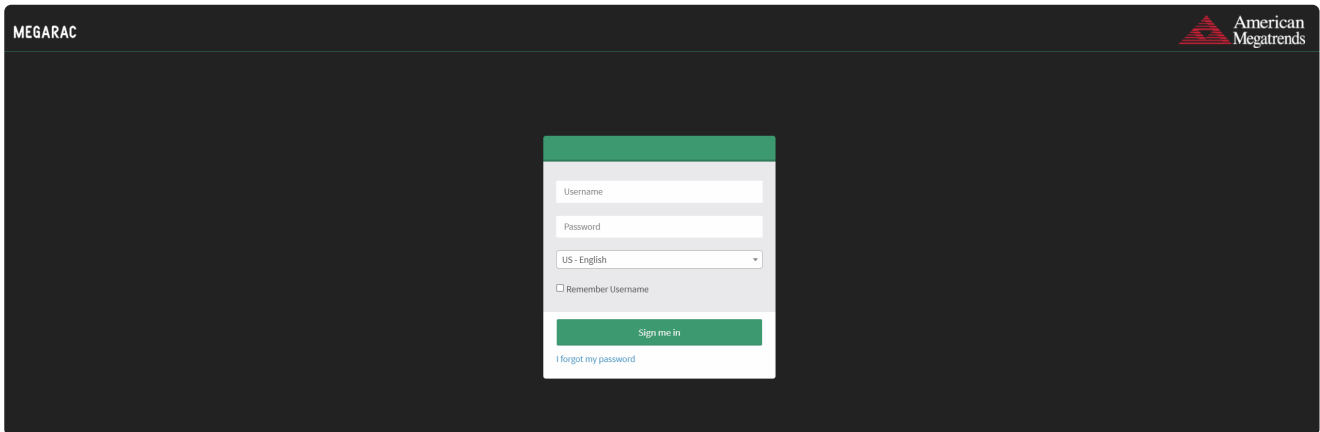 MEGARAC
American
Megatrends
Username
Password
US - English
Remember Username
Sign me in
I forgot my password